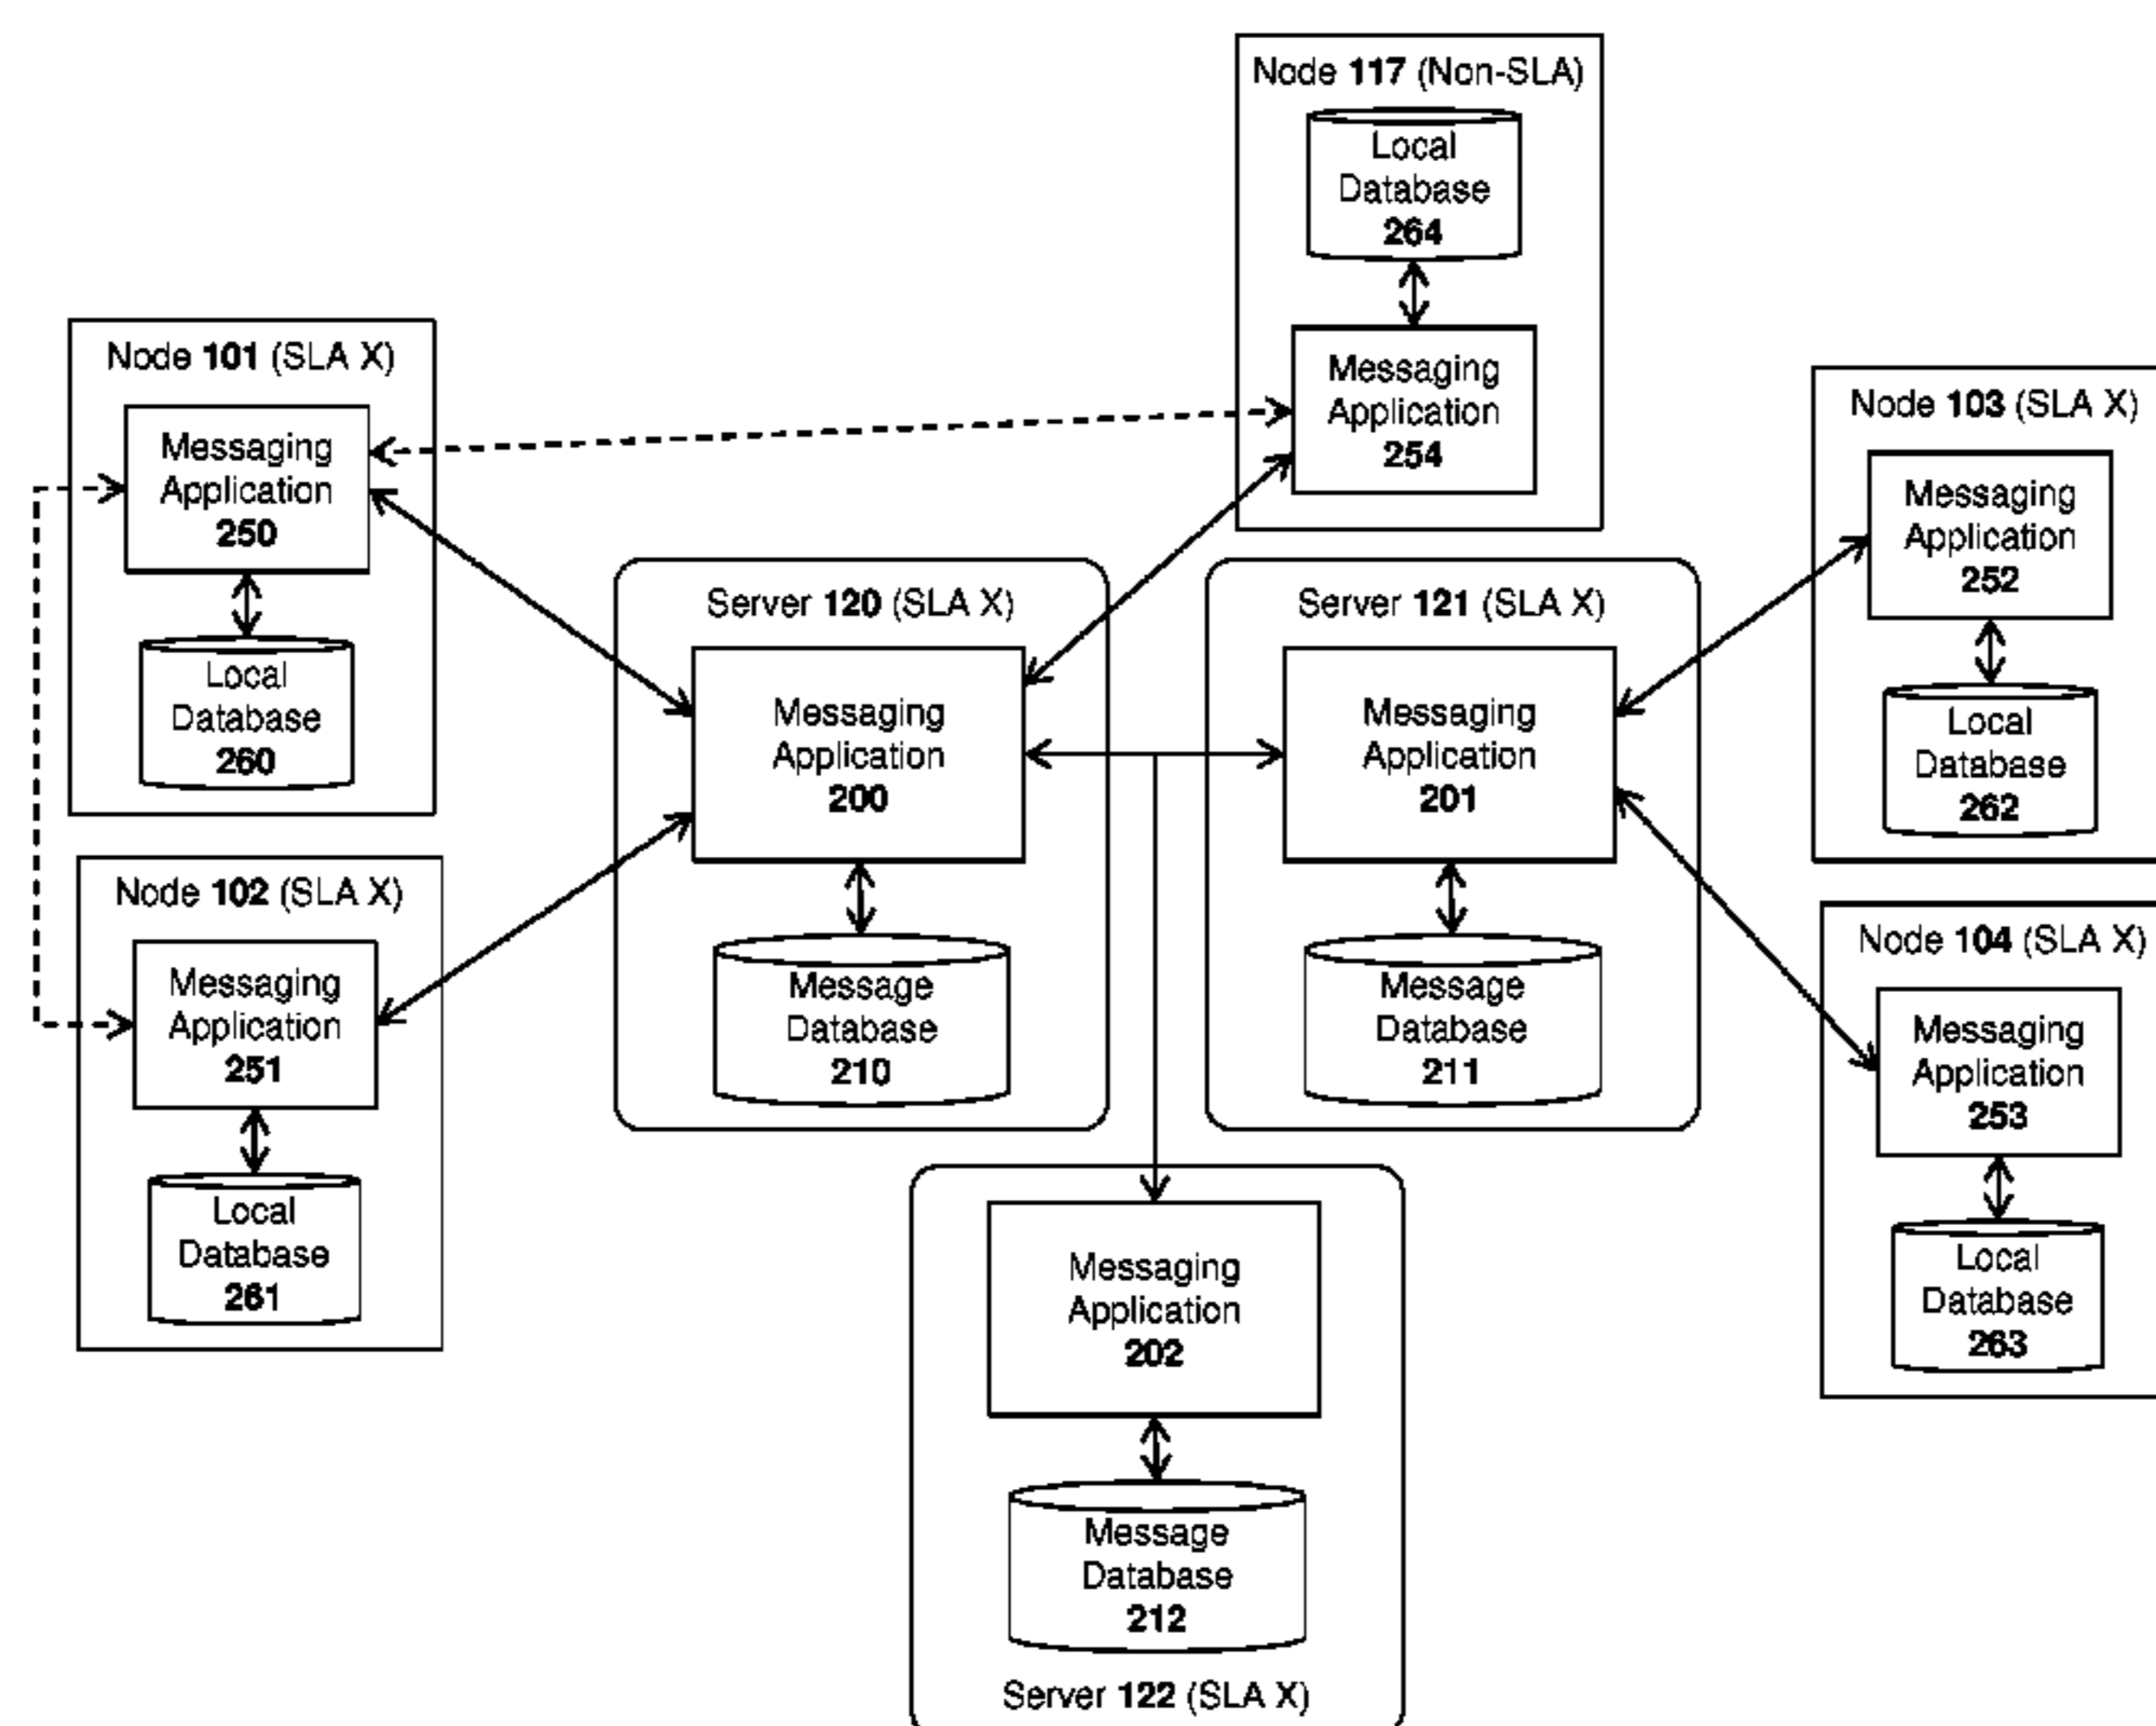 Node 117 (Non-SLA)
Local
Database
264
Messaging
Application
254
Node 101 (SLA X)
Messaging
Application
250
Local
Database
260
Node 103 (SLA X)
Messaging
Application
252
Local
Database
262
Server 120 (SLA X)
Messaging
Application
200
Message
Database
210
Server 121 (SLA X)
Messaging
Application
201
Message
Database
211
Node 102 (SLA X)
Messaging
Application
251
Local
Database
261
Node 104 (SLA X)
Messaging
Application
253
Local
Database
263
Messaging
Application
202
Message
Database
212
Server 122 (SLA X)